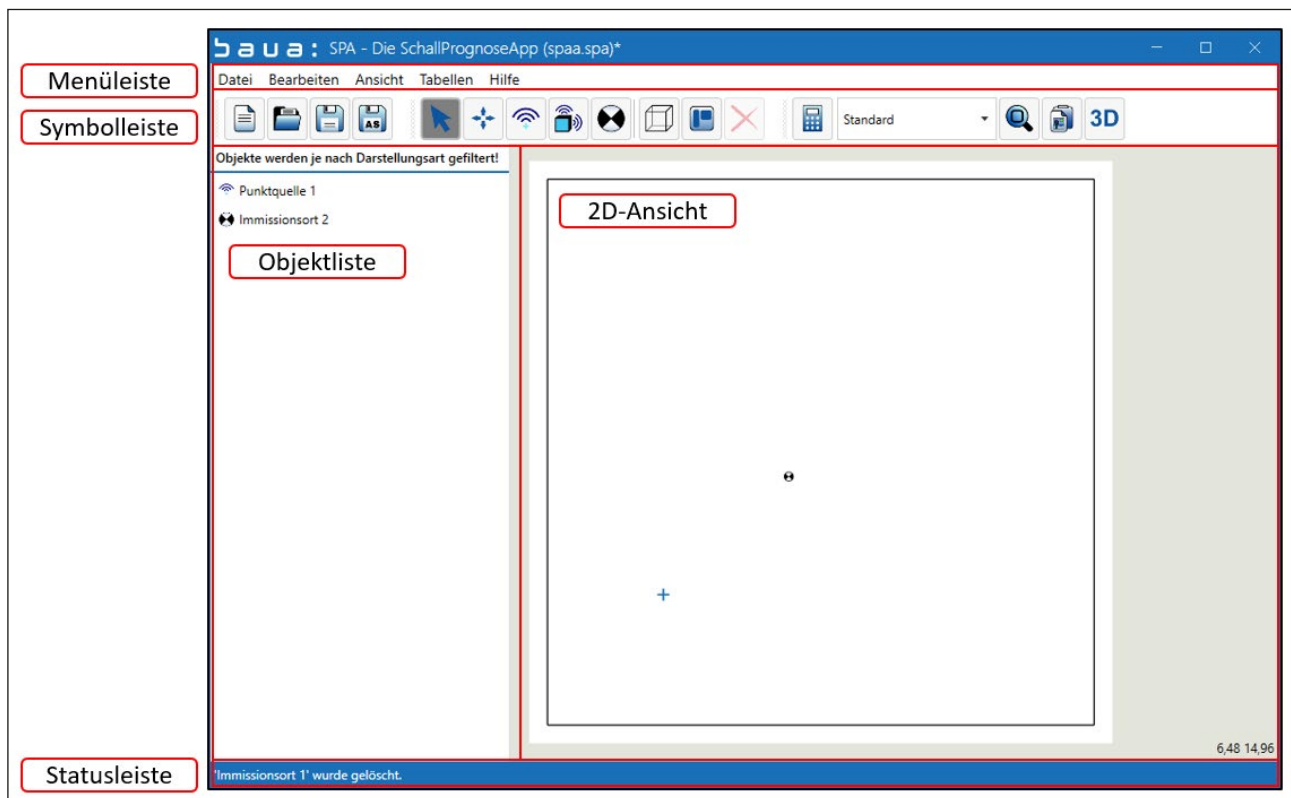 baua: SPA - Die SchallPrognoseApp (spaa.spa)*
Menüleiste
Datei Bearbeiten Ansicht Tabellen Hilfe
Symbolleiste
AS
Standard
3D
Objekte werden je nach Darstellungsart gefiltert!
Punktquelle 1
Immissionsort 2
Objektliste
2D-Ansicht
6,48 14,96
Statusleiste
'Immissionsort 1' wurde gelöscht.